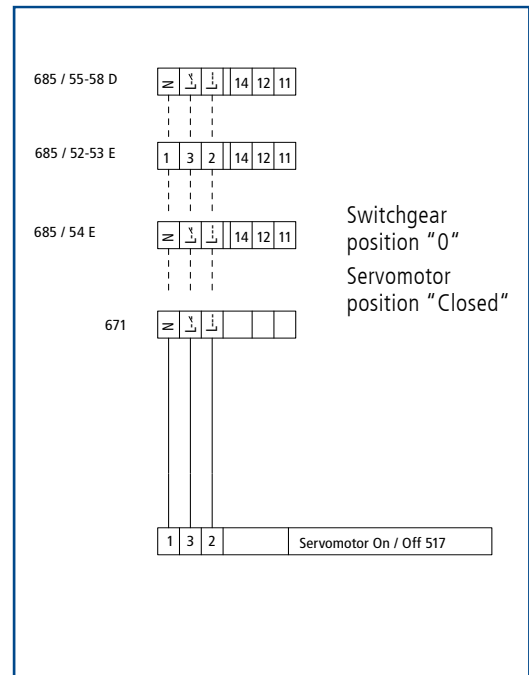 685 / 55-58 D
N 14 12 11
685 / 52-53 E
1 3 2 14 12 11
685 / 54 E
N 14 12 11
Switchgear
position “0“
Servomotor
position “Closed“
671
N
1 3 2 Servomotor On / Off 517